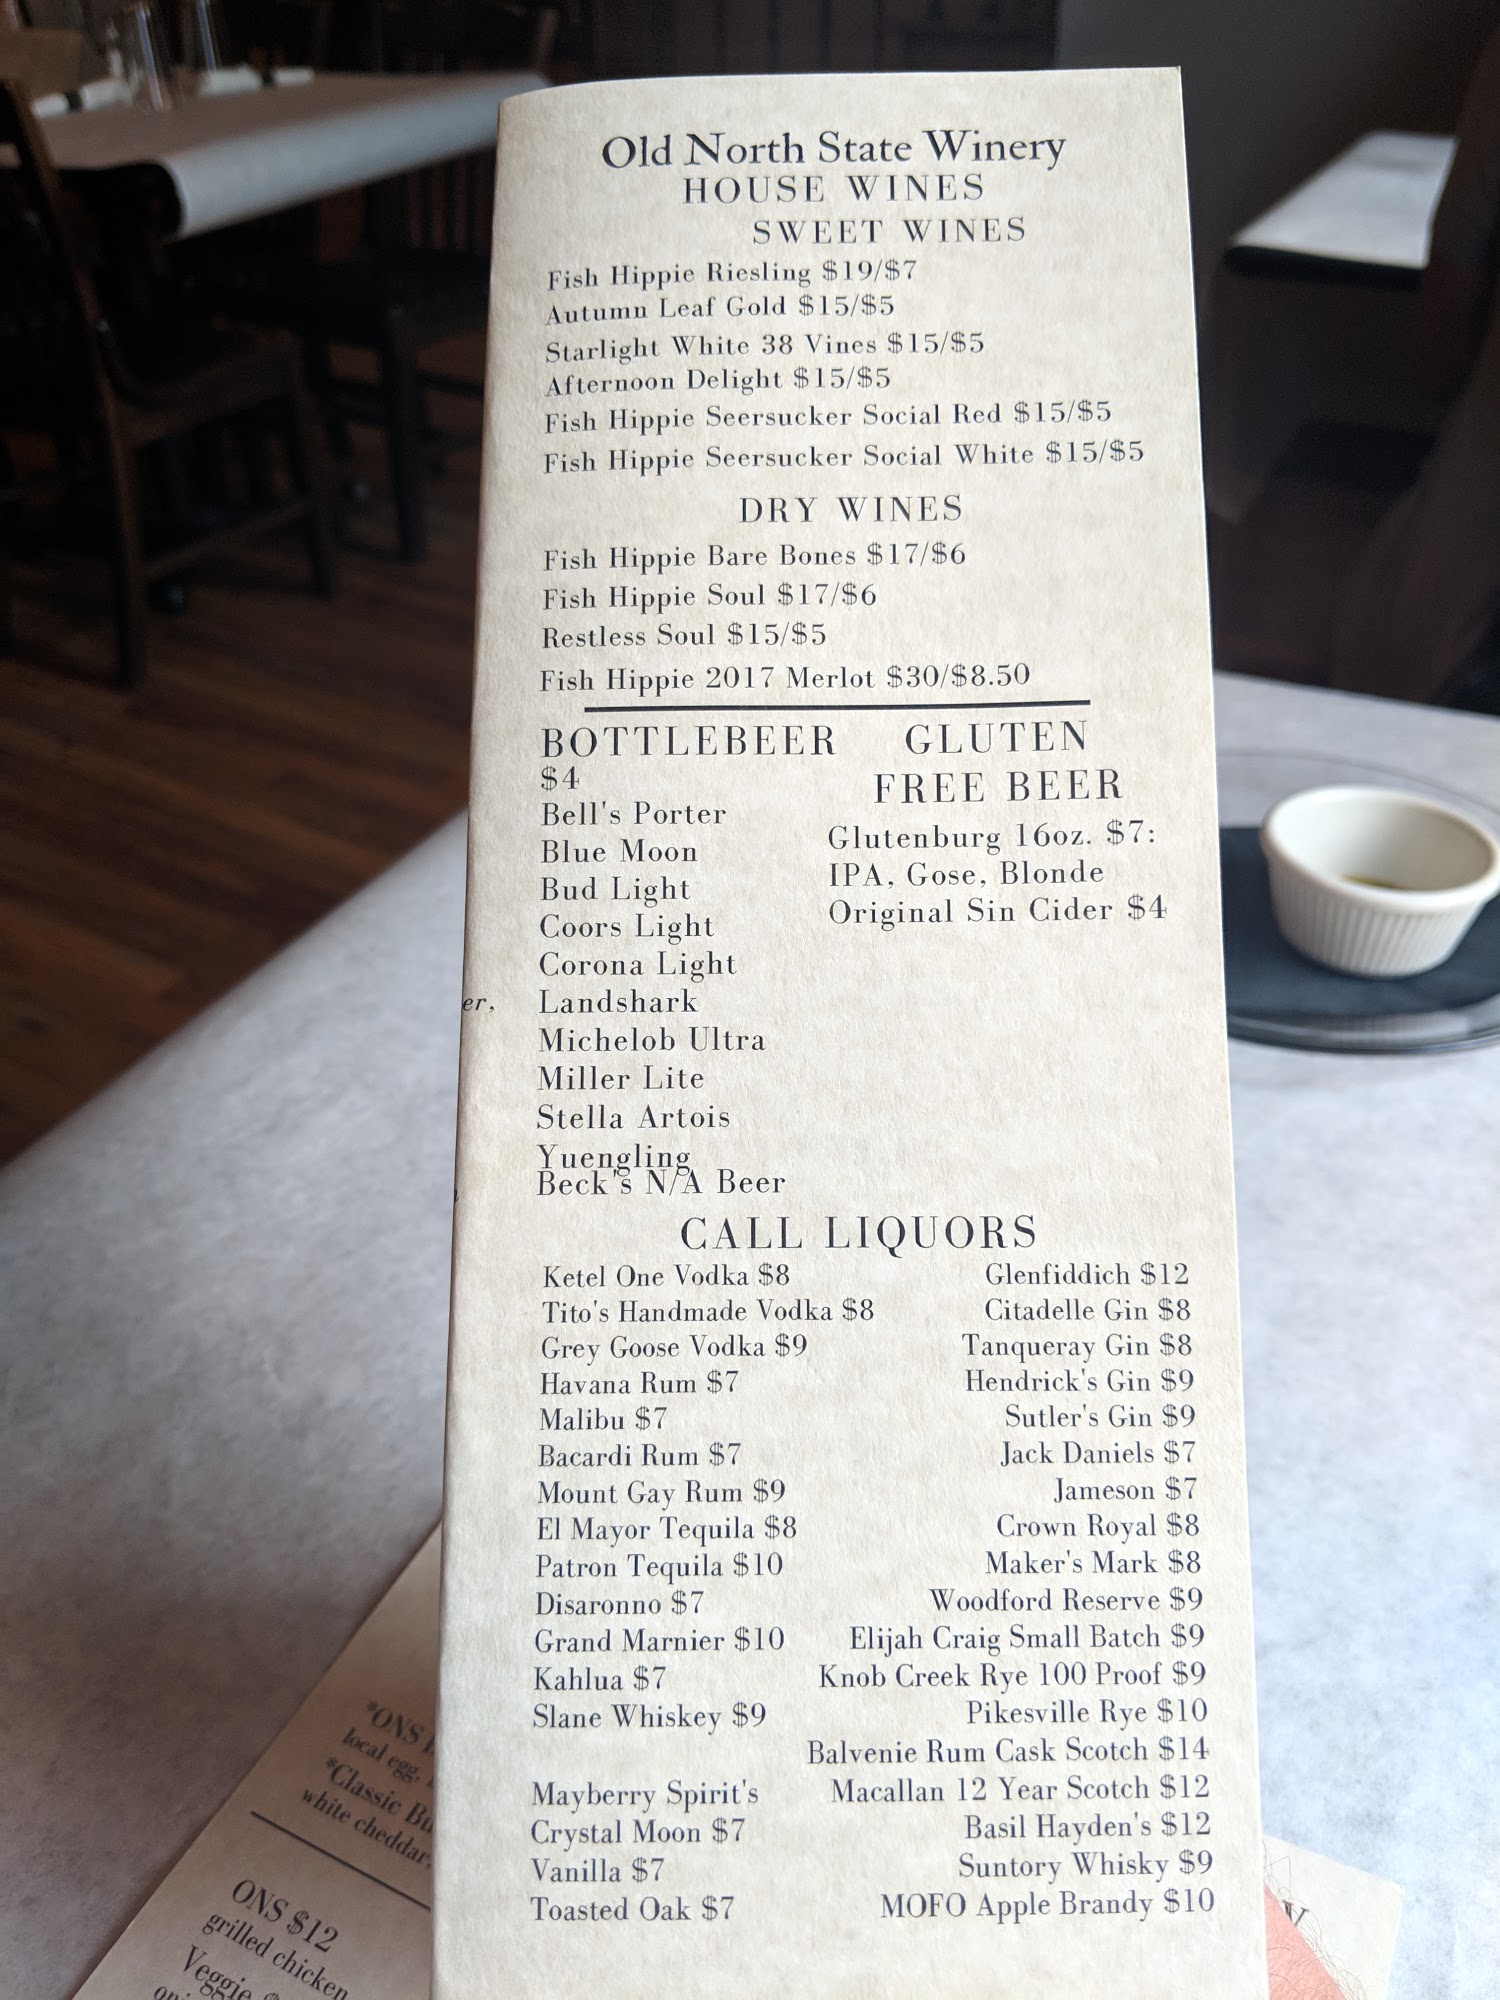 Old North State Winery
HOUSE WINES
SWEET WINES
Fish Hippie Riesling $19/$7
Autumn Leaf Gold $15/$5
Starlight White 38 Vines $15/$5
Afternoon Delight $15/$5
Fish Hippie Seersucker Social Red $15/$5
Fish Hippie Seersucker Social White $15/$5
DRY WINES
Fish Hippie Bare Bones $17/$6
Fish Hippie Soul $17/$6
Restless Soul $15/$5
Fish Hippie 2017 Merlot $30/$8.50
BOTTLEBEER
$4
Bell's Porter
Blue Moon
Bud Light
Coors Light
Corona Light
Landshark
Michelob Ultra
Miller Lite
Stella Artois
Yuengling
Beck's N/A Beer
GLUTEN
FREE BEER
Glutenburg 16oz. $7:
IPA, Gose, Blonde
Original Sin Cider $4
er,
CALL LIQUORS
Ketel One Vodka $8
Tito's Handmade Vodka $8
Grey Goose Vodka $9
Havana Rum $7
Malibu $7
Bacardi Rum $7
Mount Gay Rum $9
El Mayor Tequila $8
Patron Tequila $10
Disaronno $7
Grand Marnier $10
Kahlua $7
Slane Whiskey $9
Mayberry Spirit's
Crystal Moon $7
Vanilla $7
Toasted Oak $7
Glenfiddich $12
Citadelle Gin $8
Tanqueray Gin $8
Hendrick's Gin $9
Sutler's Gin $9
Jack Daniels $7
Jameson $7
Crown Royal $8
Maker's Mark $8
Woodford Reserve $9
Elijah Craig Small Batch $9
Knob Creek Rye 100 Proof $9
Pikesville Rye $10
Balvenie Rum Cask Scotch $14
Macallan 12 Year Scotch $12
Basil Hayden's $12
Suntory Whisky $9
MOFO Apple Brandy $10
*ONS
local egg,
*Classic Bu
white cheddar,
ONS $12
grilled chicken
Veggie